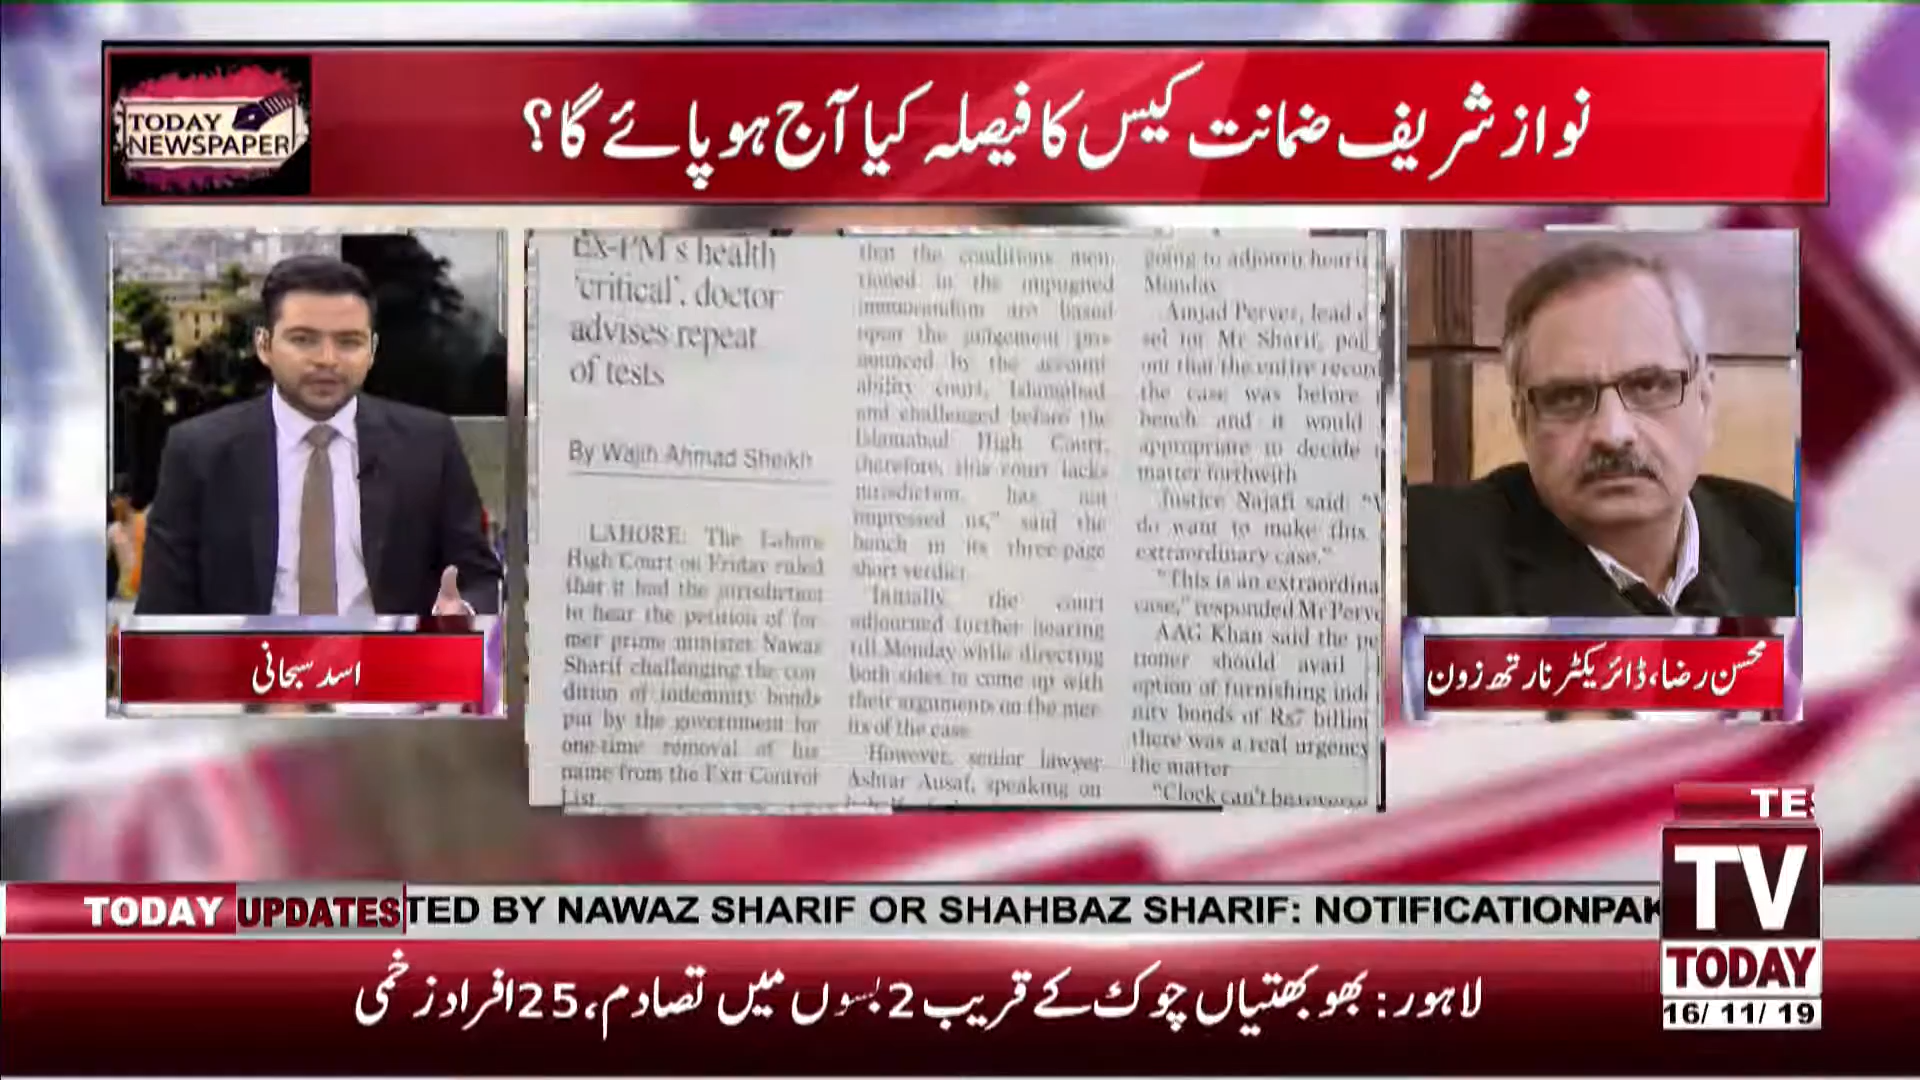 نواز شریف ضمانت کیس کا فیصلہ کیا آج ہو پائے گا؟
TODAY
NEWSPAPER
Ex-PM's health
'critical', doctor
advises repeat
of tests
By Wajih Ahmad Sheikh
LAHORE: The Lahore
High Court on Friday ruled
that it had the jurisdiction
to hear the petition of for-
mer prime minister Nawaz
Sharif challenging the con-
dition of indemnity bonds
put by the government for
one-time removal of his
name from the Exit Control
List
that the conditions men-
tioned in the impugned
memorandum are based
upon the judgement pro-
nounced by the account-
ability court, Islamabad
and challenged before the
Islamabad High Court,
therefore, this court lacks
jurisdiction, has not
impressed us," said the
bench in its three-page
short verdict.
Initially, the court
adjourned further hearing
till Monday while directing
both sides to come up with
their arguments on the mer-
its of the case.
However, senior lawyer
Ashtar Ausaf, speaking on
going to adjourn
Monday.
Amjad Pervez, lead
sel for Mr Sharif,
out that the entire
the case was before
bench and it would
appropriate to decide
matter forthwith.
Justice Najafi said:
do want to make this
extraordinary case."
"This is an
case," responded Mr
AAG Khan said the
tioner should avail
option of furnishing
nity bonds of Rs7
there was a real urgency
the matter.
"Clock can't be
اسد سبحانی
محسن رضا، ڈائریکٹر نارتھ زون
TES
TODAY UPDATES TED BY NAWAZ SHARIF OR SHAHBAZ SHARIF: NOTIFICATIONPAK
لاہور: بھوبھتیاں چوک کے قریب 2 بسوں میں تصادم، 25 افراد زخمی
TV
TODAY
16/ 11/ 19